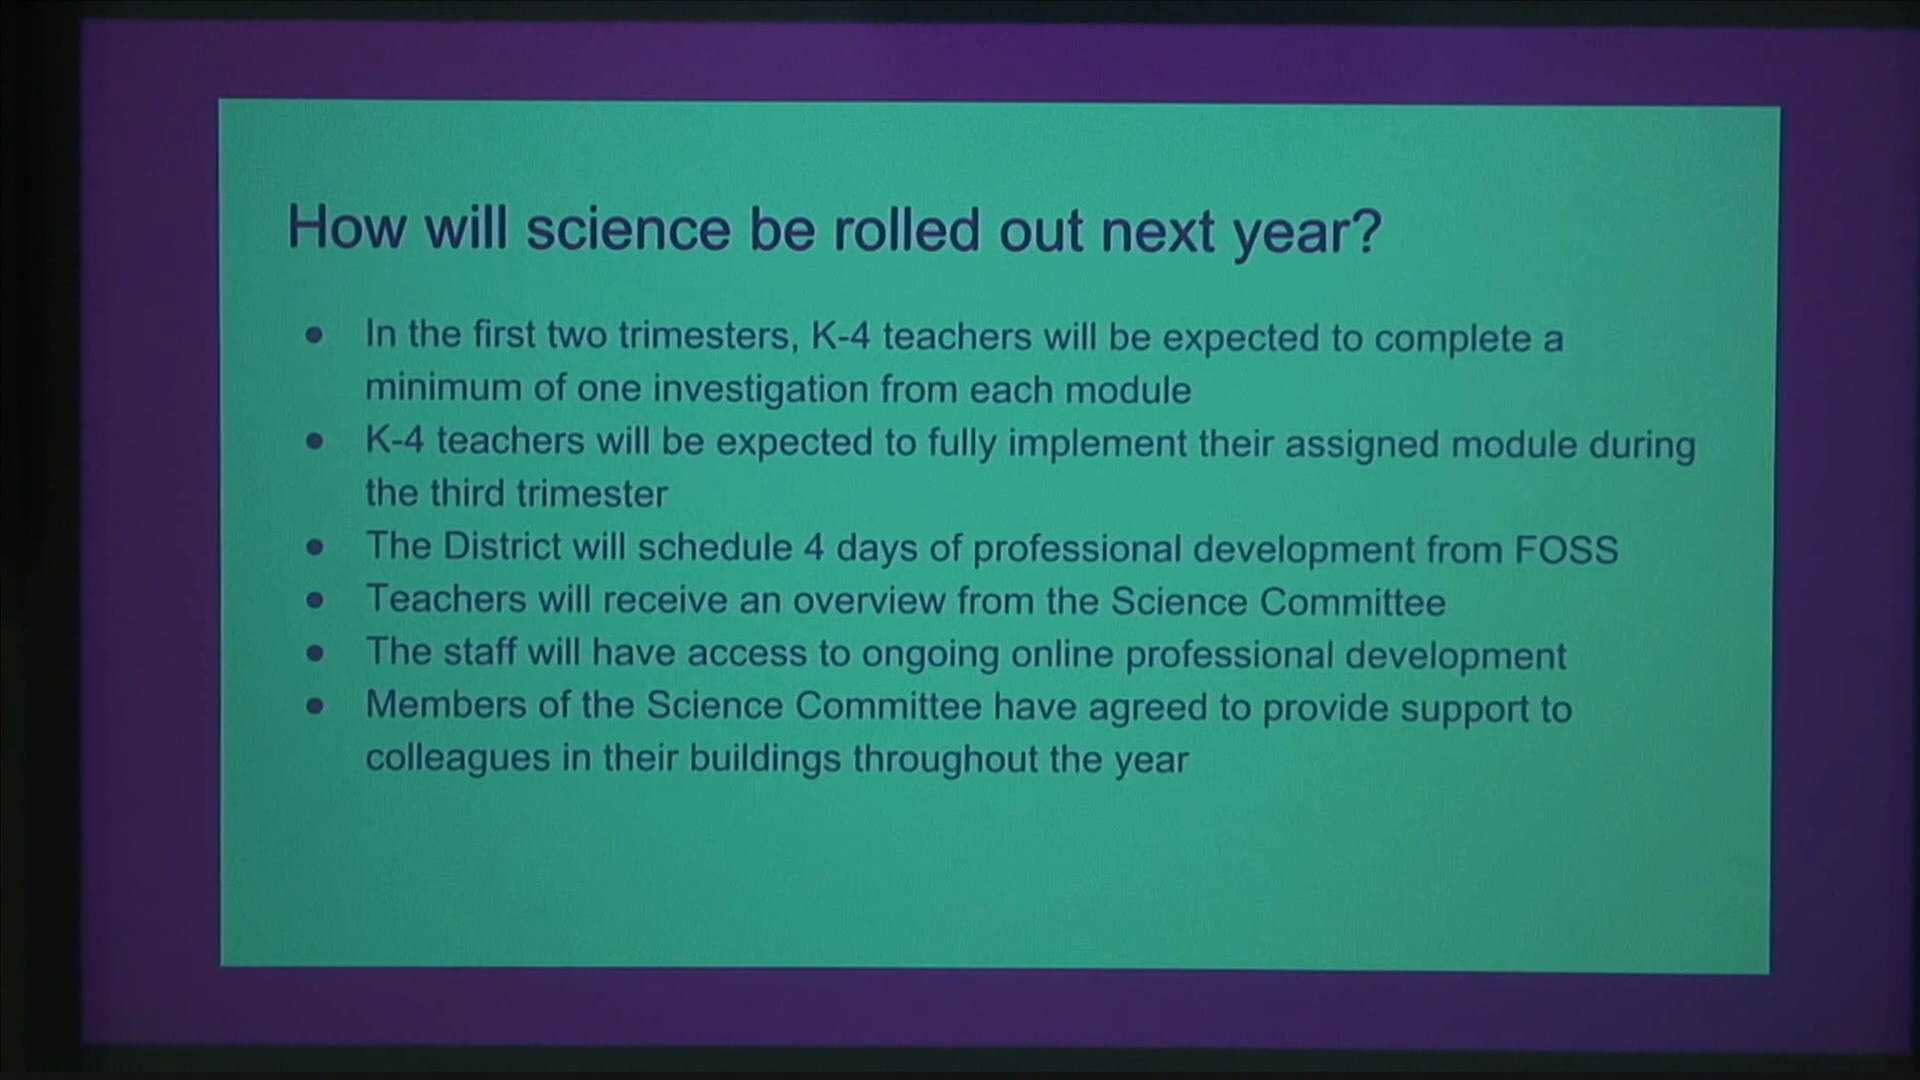 How will science be rolled out next year?
● In the first two trimesters, K-4 teachers will be expected to complete a
minimum of one investigation from each module
● K-4 teachers will be expected to fully implement their assigned module during
the third trimester
● The District will schedule 4 days of professional development from FOSS
● Teachers will receive an overview from the Science Committee
● The staff will have access to ongoing online professional development
● Members of the Science Committee have agreed to provide support to
colleagues in their buildings throughout the year